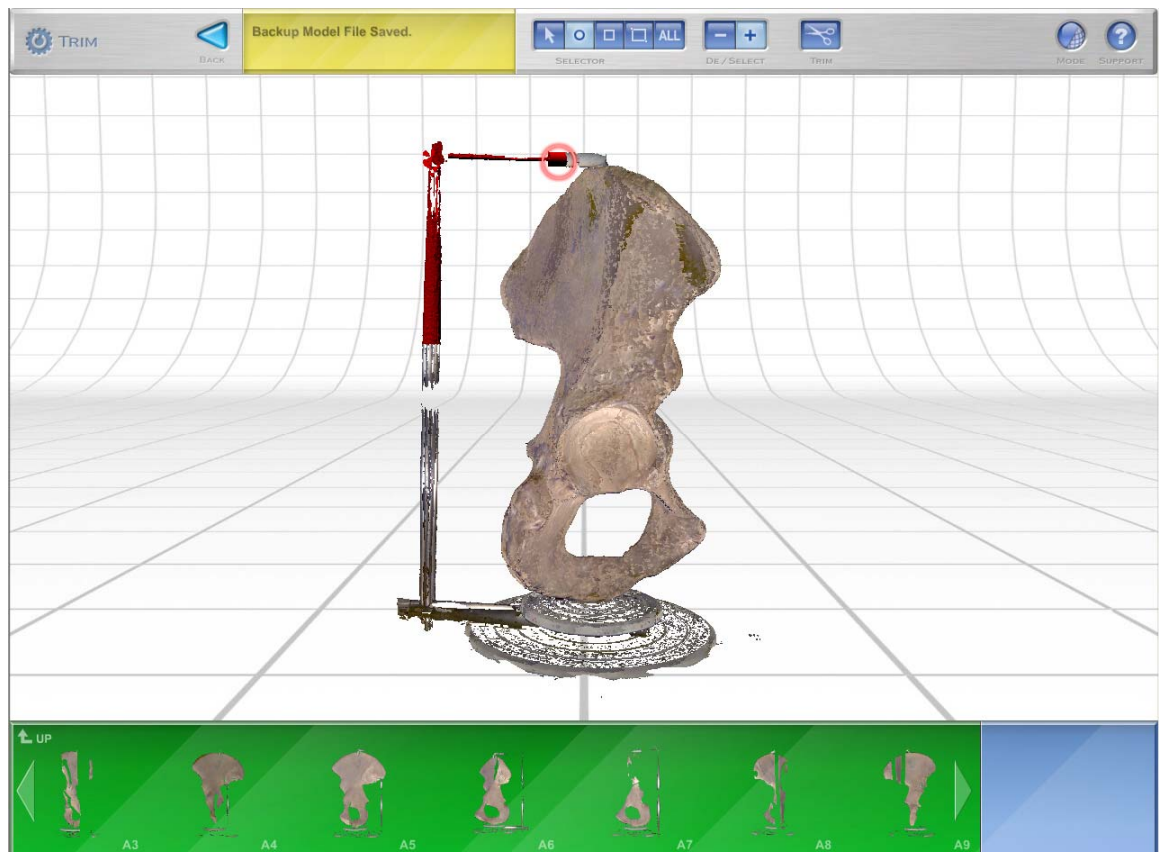 TRIM
BACK
Backup Model File Saved.
ALL
SELECTOR
DE / SELECT
TRIM
MODE
?
SUPPORT
UP
A3
A4
A5
A6
A7
A8
A9